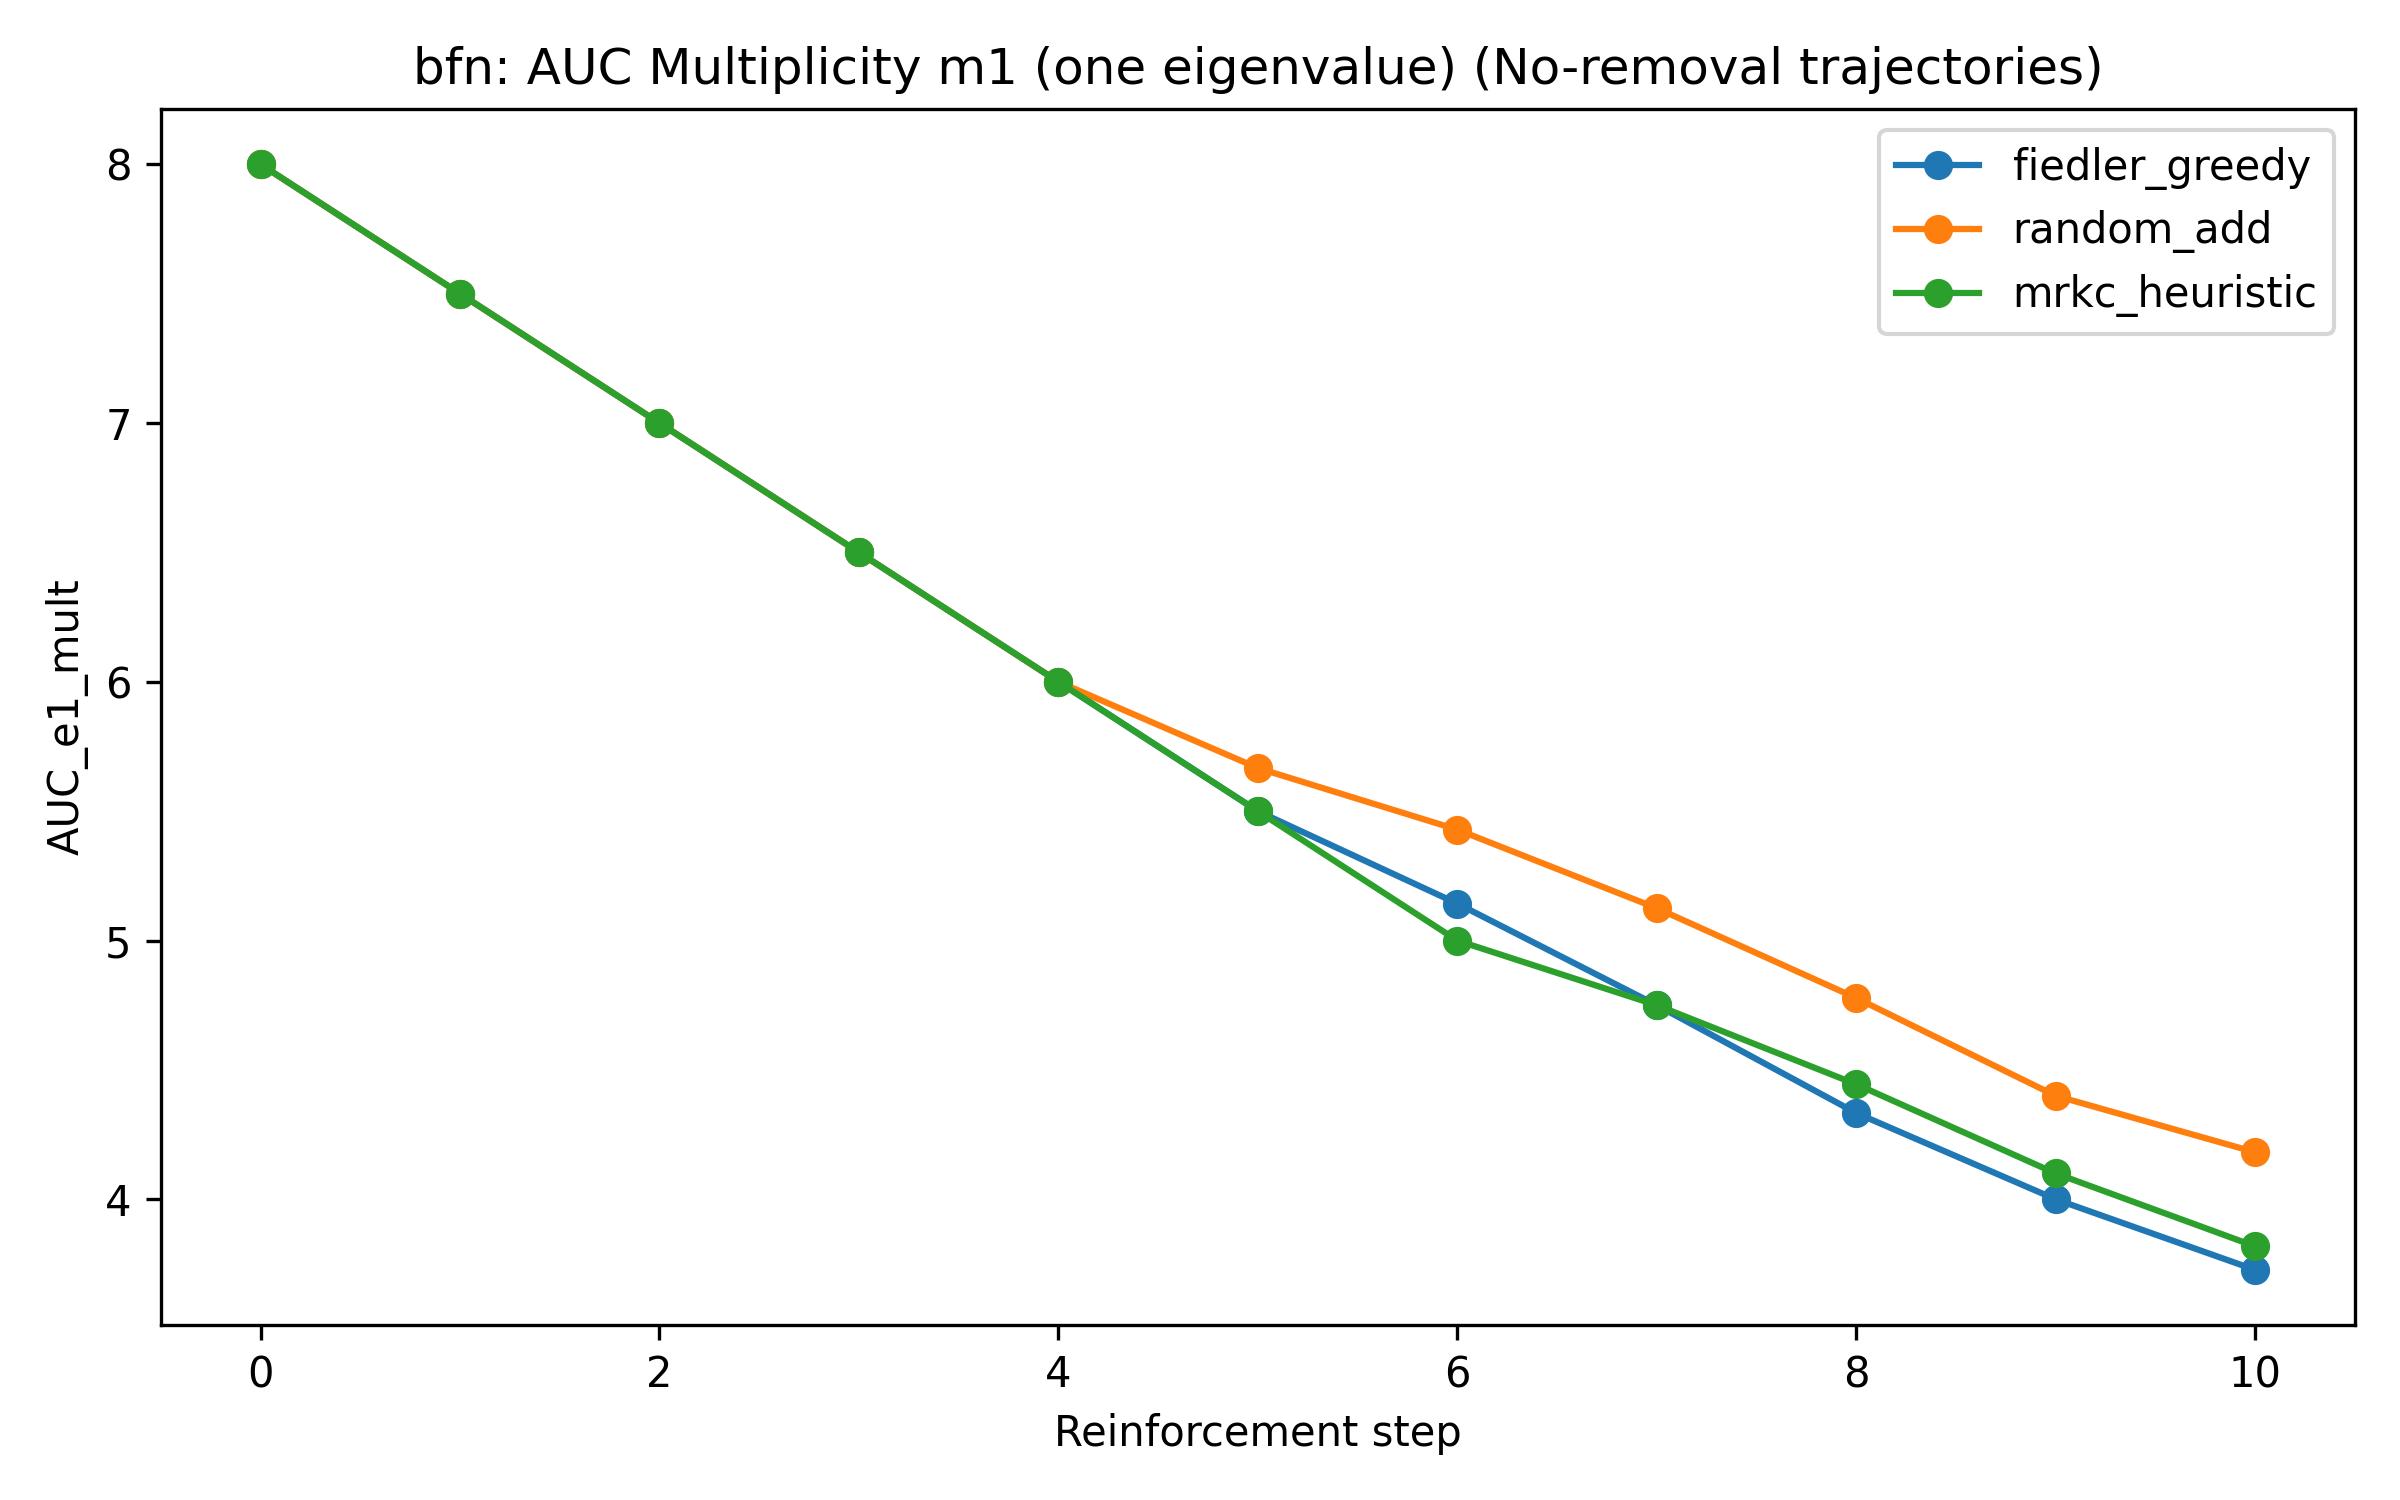 bfn: AUC Multiplicity m1 (one eigenvalue) (No-removal trajectories)
fiedler_greedy
random_add
mrkc_heuristic
AUC_e1_mult
8
7
6
5
4
0 2 4 6 8 10
Reinforcement step